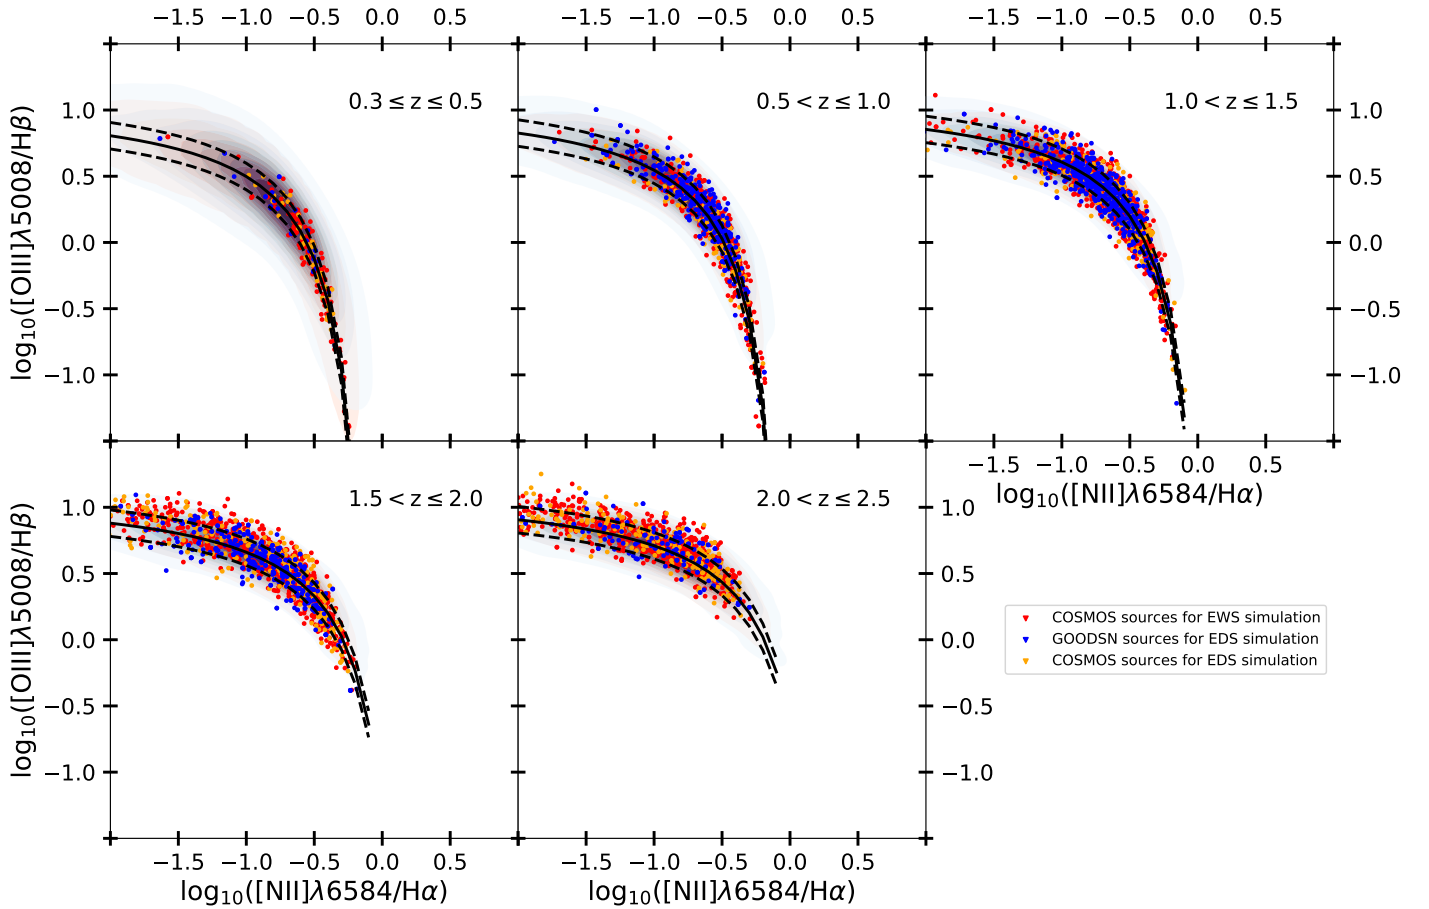 −1.5 −1.0 −0.5 0.0 0.5 −1.5 −1.0 −0.5 0.0 0.5 −1.5 −1.0 −0.5 0.0 0.5
0.3 ≤ z ≤ 0.5
0.5 < z ≤ 1.0
1.0 < z ≤ 1.5
1.0 1.0
0.5 0.5
0.0 0.0
−0.5 −0.5
−1.0 −1.0
log₁₀([OIII]λ5008/Hβ)
−1.5 −1.0 −0.5 0.0 0.5
log₁₀([NII]λ6584/Hα)
1.5 < z ≤ 2.0
2.0 < z ≤ 2.5
1.0 1.0
0.5 0.5
0.0 0.0
−0.5 −0.5
−1.0 −1.0
log₁₀([OIII]λ5008/Hβ)
COSMOS sources for EWS simulation
GOODSN sources for EDS simulation
COSMOS sources for EDS simulation
−1.5 −1.0 −0.5 0.0 0.5 −1.5 −1.0 −0.5 0.0 0.5
log₁₀([NII]λ6584/Hα) log₁₀([NII]λ6584/Hα)